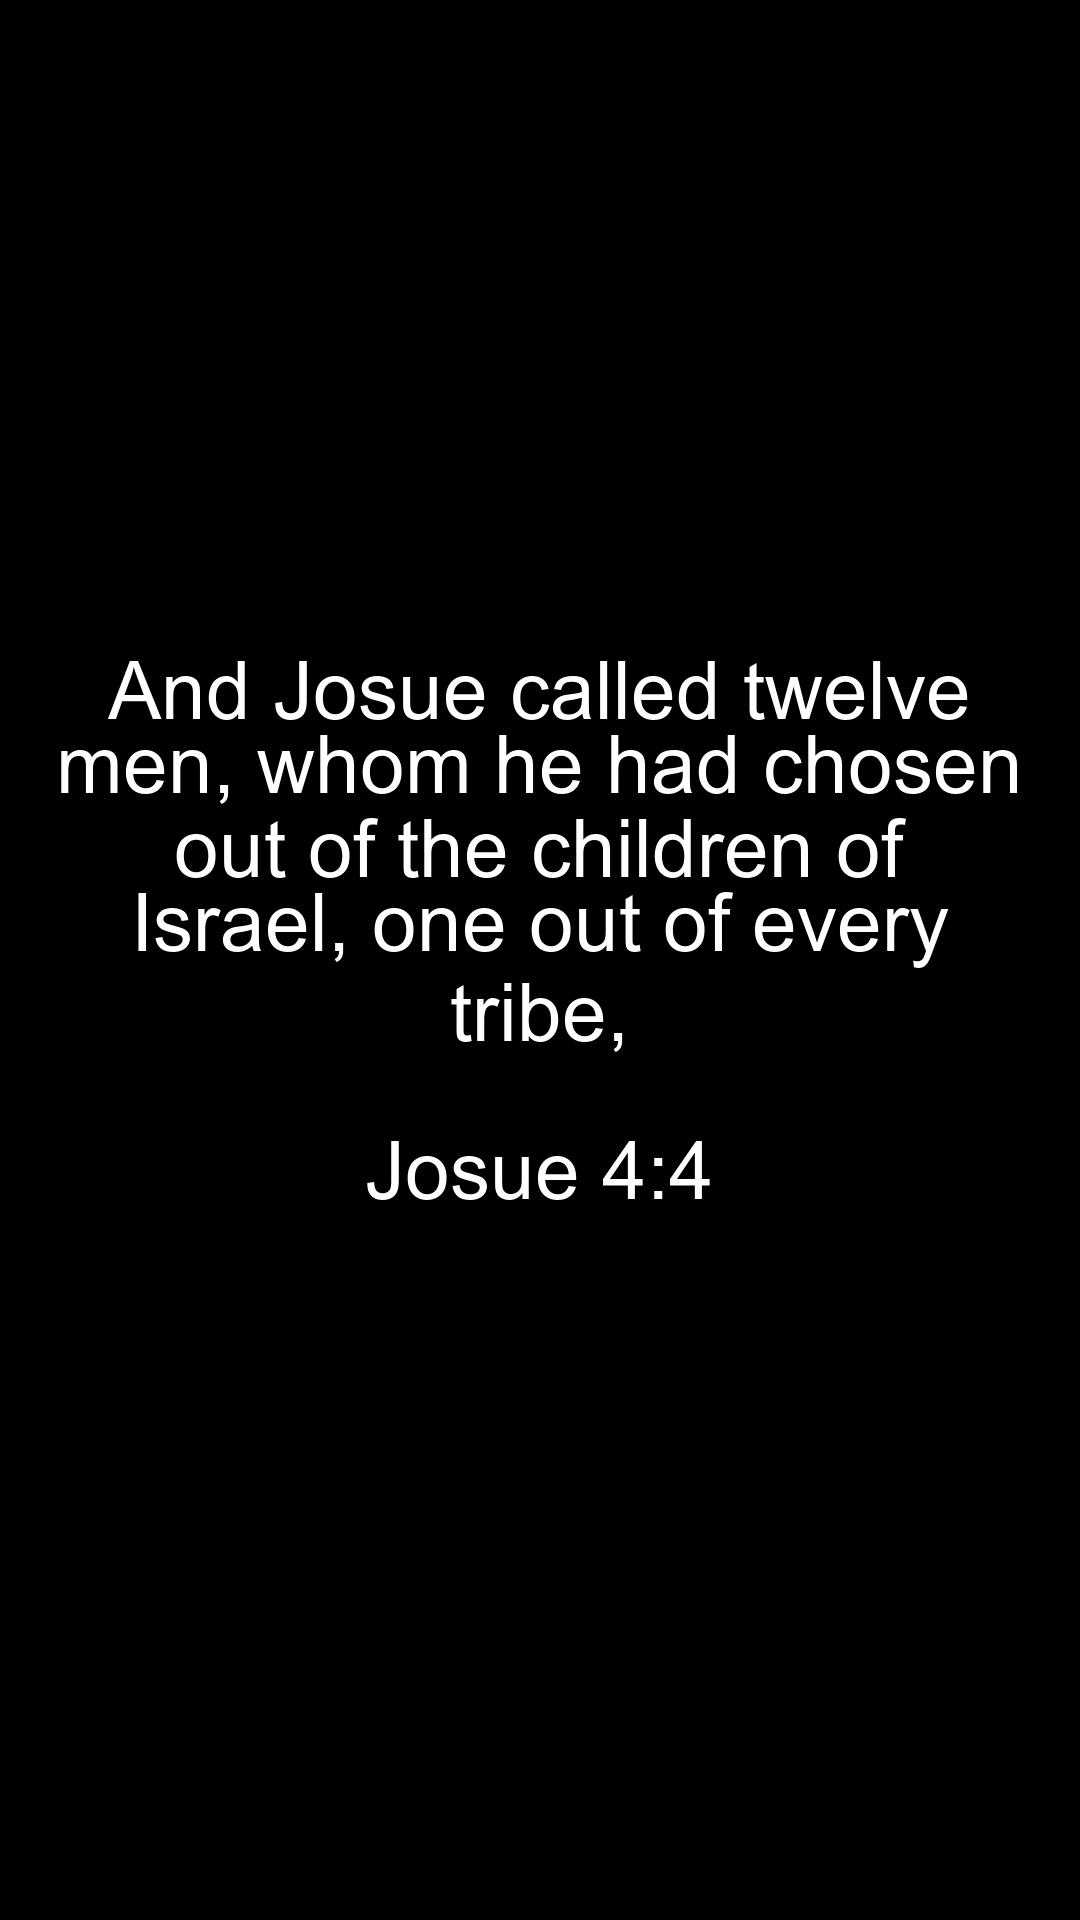 And Josue called twelve
men, whom he had chosen
out of the children of
Israel, one out of every
tribe,
Josue 4:4